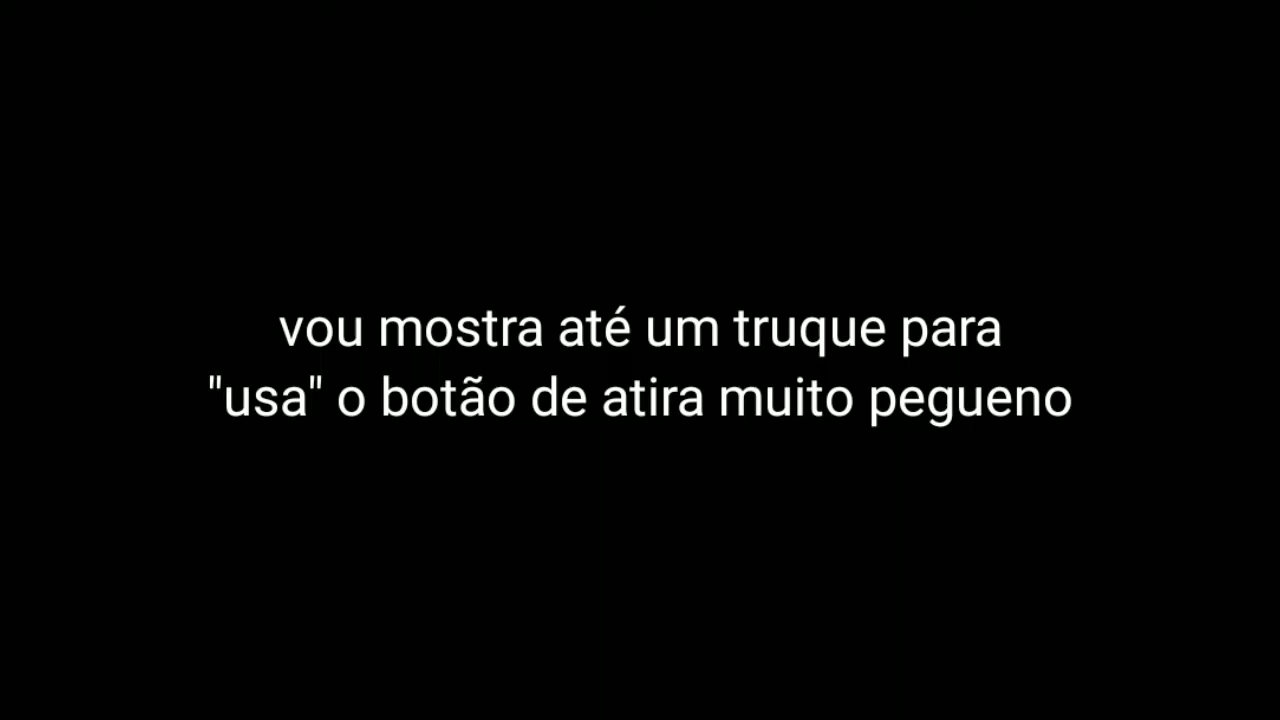 vou mostra até um truque para
"usa" o botão de atira muito pegueno